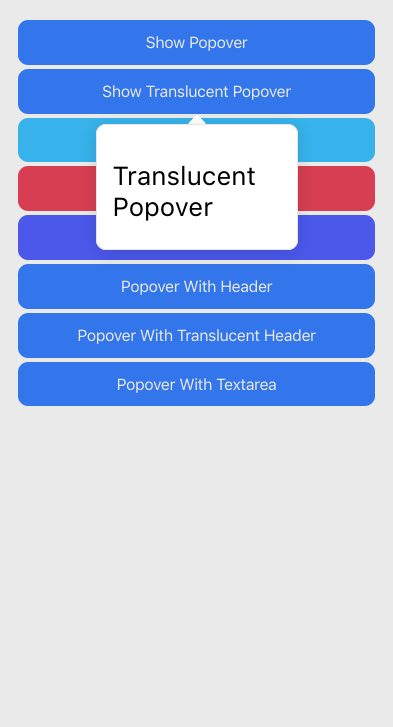 Show Popover
Show Translucent Popover
Translucent
Popover
Popover With Header
Popover With Translucent Header
Popover With Textarea